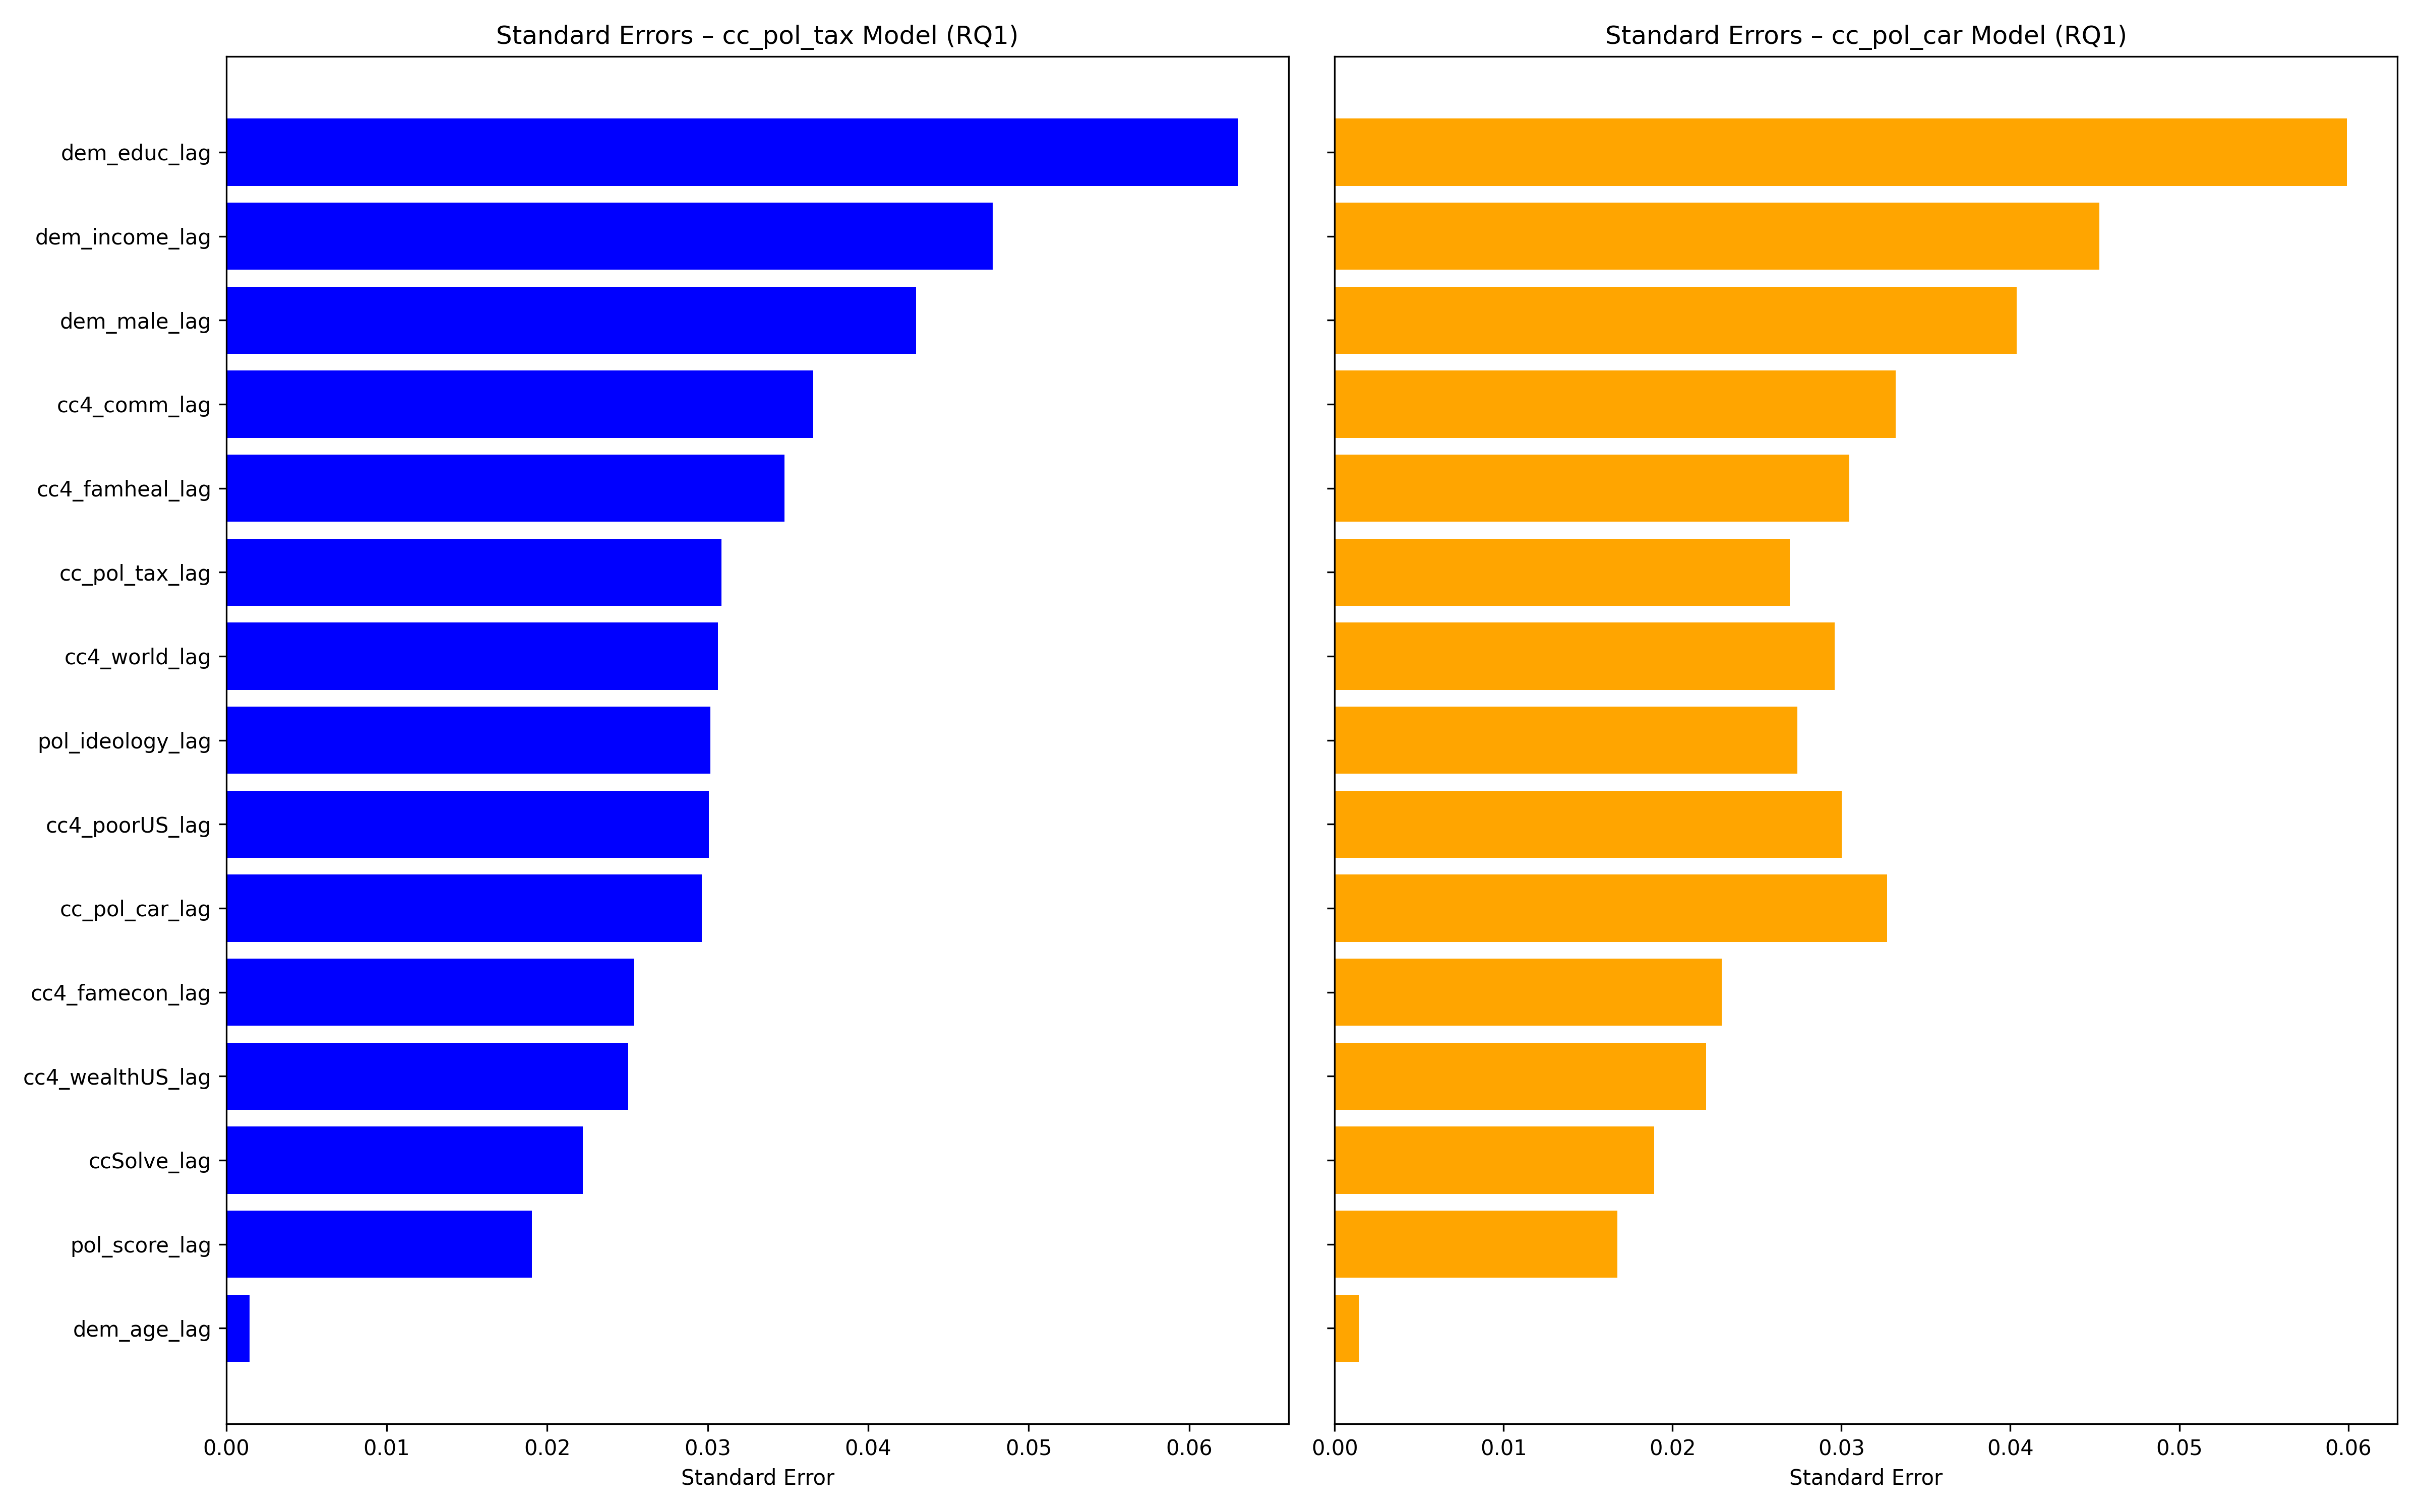 Standard Errors – cc_pol_tax Model (RQ1)
dem_educ_lag
dem_income_lag
dem_male_lag
cc4_comm_lag
cc4_famheal_lag
cc_pol_tax_lag
cc4_world_lag
pol_ideology_lag
cc4_poorUS_lag
cc_pol_car_lag
cc4_famecon_lag
cc4_wealthUS_lag
ccSolve_lag
pol_score_lag
dem_age_lag
0.00 0.01 0.02 0.03 0.04 0.05 0.06
Standard Error
Standard Errors – cc_pol_car Model (RQ1)
0.00 0.01 0.02 0.03 0.04 0.05 0.06
Standard Error